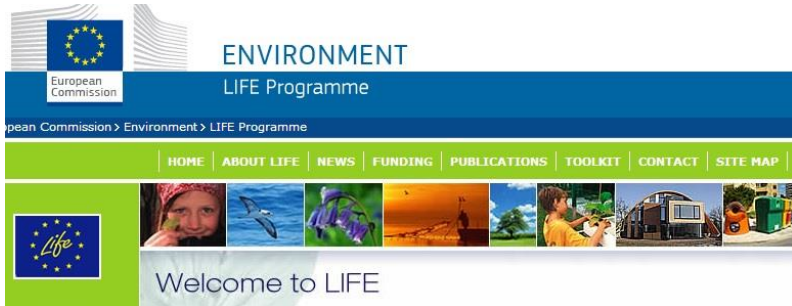 ENVIRONMENT
European
Commission
LIFE Programme
opean Commission > Environment > LIFE Programme
HOME ABOUT LIFE NEWS FUNDING PUBLICATIONS TOOLKIT CONTACT SITE MAP
Life
Welcome to LIFE